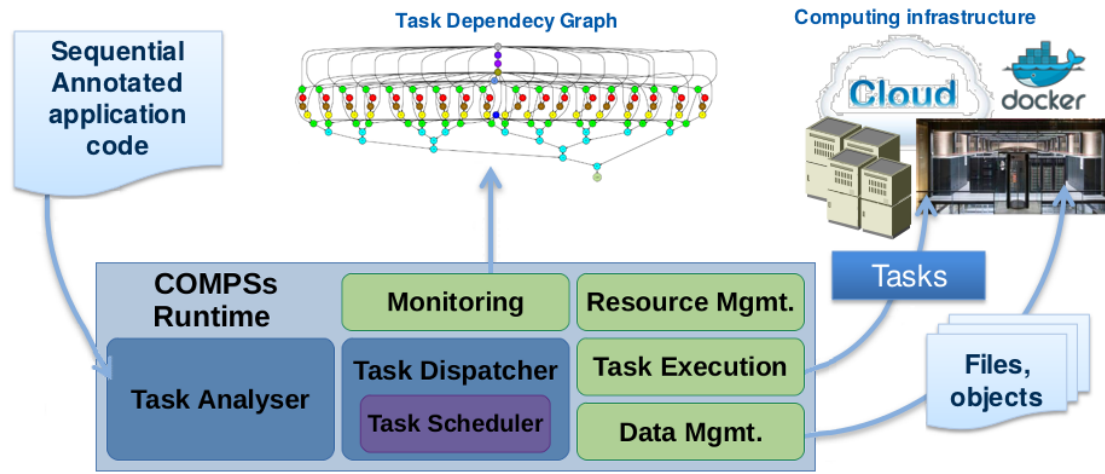 Sequential
Annotated
application
code
Task Dependecy Graph
Computing infrastructure
Cloud
docker
COMPSs
Runtime
Monitoring
Resource Mgmt.
Tasks
Task Analyser
Task Dispatcher
Task Scheduler
Task Execution
Data Mgmt.
Files,
objects